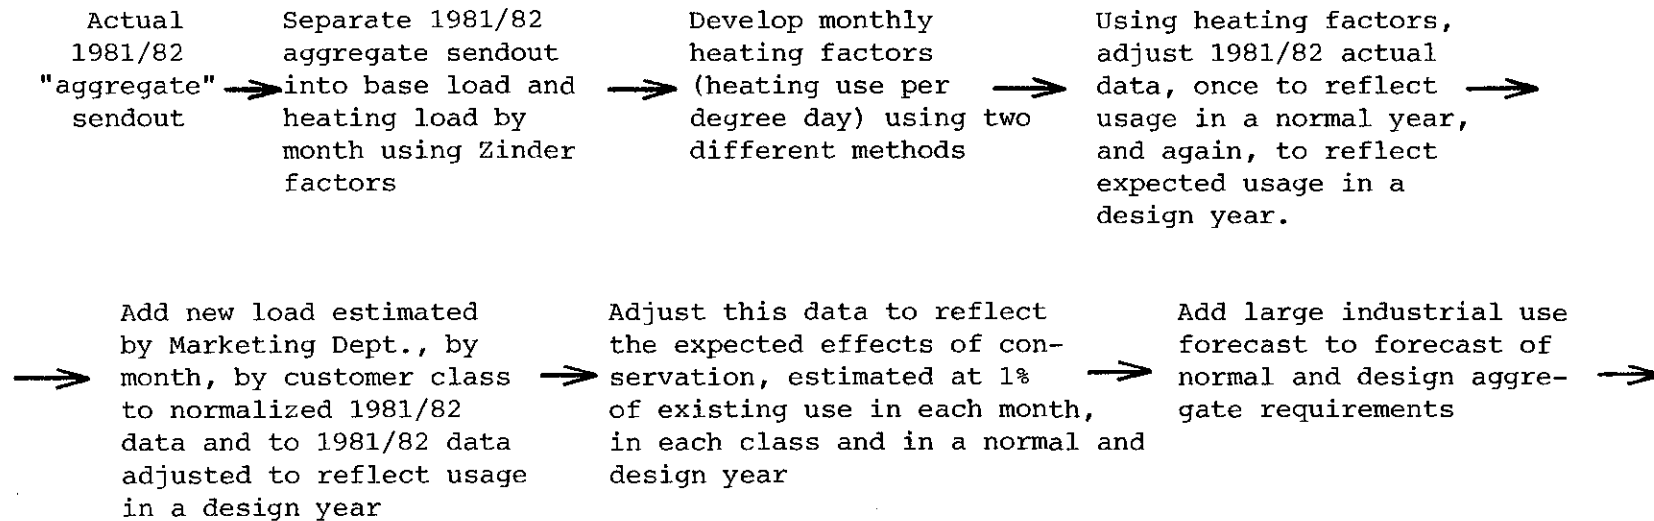 Actual
1981/82
"aggregate"
sendout
Separate 1981/82
aggregate sendout
into base load and
heating load by
month using Zinder
factors
Develop monthly
heating factors
(heating use per
degree day) using two
different methods
Using heating factors,
adjust 1981/82 actual
data, once to reflect
usage in a normal year,
and again, to reflect
expected usage in a
design year.
Add new load estimated
by Marketing Dept., by
month, by customer class
to normalized 1981/82
data and to 1981/82 data
adjusted to reflect usage
in a design year
Adjust this data to reflect
the expected effects of con-
servation, estimated at 1%
of existing use in each month,
in each class and in a normal and
design year
Add large industrial use
forecast to forecast of
normal and design aggre-
gate requirements